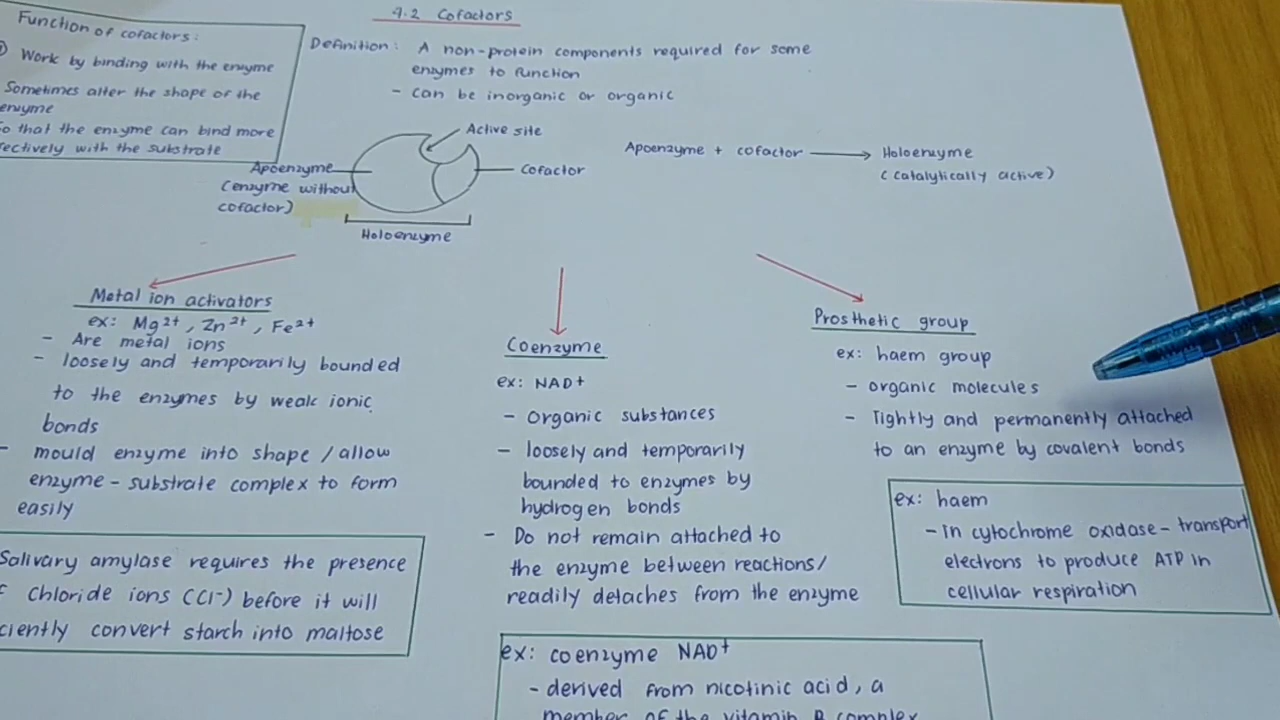 9.2 Cofactors
Function of cofactors:
Work by binding with the enzyme
Sometimes alter the shape of the
enzyme
so that the enzyme can bind more
with the substrate
Definition: A non-protein components required for some
enzymes to function
- can be inorganic or organic
Active site
Apoenzyme
(enzyme without
cofactor)
Cofactor
Holoenzyme
Apoenzyme + cofactor → Holoenzyme
(catalytically active)
Metal ion activators
ex: Mg²⁺, Zn²⁺, Fe²⁺
- Are metal ions
- loosely and temporarily bounded
to the enzymes by weak ionic
bonds
- mould enzyme into shape / allow
enzyme-substrate complex to form
easily
Salivary amylase requires the presence
chloride ions (Cl⁻) before it will
convert starch into maltose
Coenzyme
ex: NAD⁺
- Organic substances
- loosely and temporarily
bounded to enzymes by
hydrogen bonds
- Do not remain attached to
the enzyme between reactions/
readily detaches from the enzyme
ex: coenzyme NAD⁺
- derived from nicotinic acid, a
member of the vitamin B complex
Prosthetic group
ex: haem group
- organic molecules
- Tightly and permanently attached
to an enzyme by covalent bonds
ex: haem
- In cytochrome oxidase - transport
electrons to produce ATP in
cellular respiration